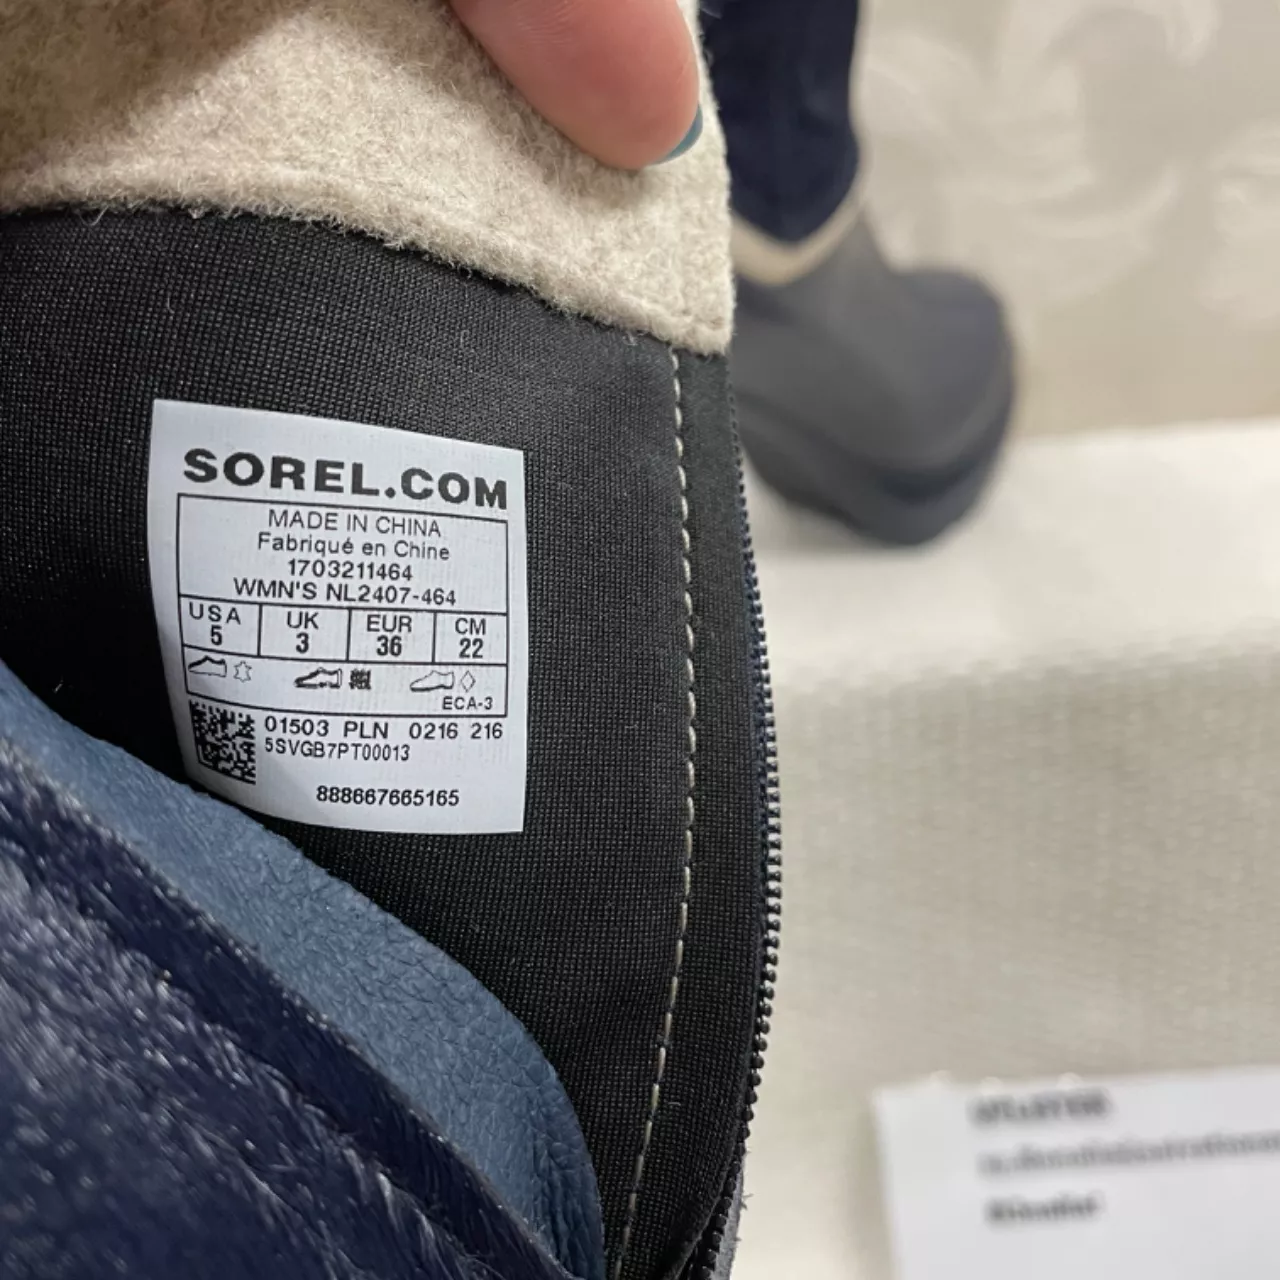 SOREL.COM
MADE IN CHINA
Fabriqué en Chine
1703211464
WMN'S NL2407-464
USA UK EUR CM
5 3 36 22
ECA-3
01503 PLN 0216 216
5SVGB7PT00013
888667665165